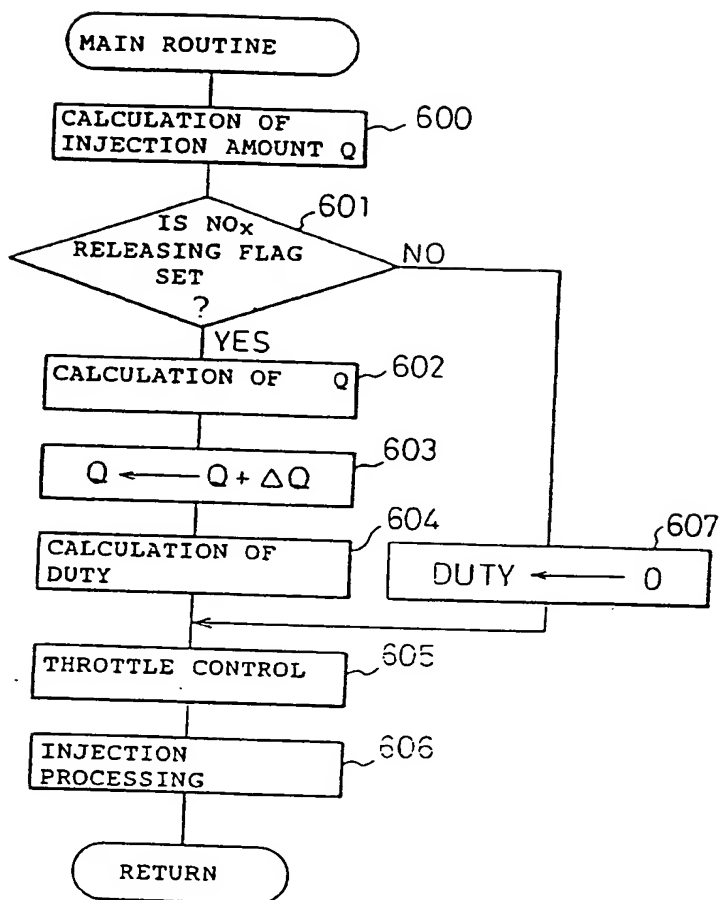 MAIN ROUTINE
CALCULATION OF
INJECTION AMOUNT Q
600
601
IS NOx
RELEASING FLAG
SET
?
NO
YES
CALCULATION OF Q
602
603
Q ← Q + △Q
604
CALCULATION OF
DUTY
607
DUTY ← 0
THROTTLE CONTROL
605
INJECTION
PROCESSING
606
RETURN